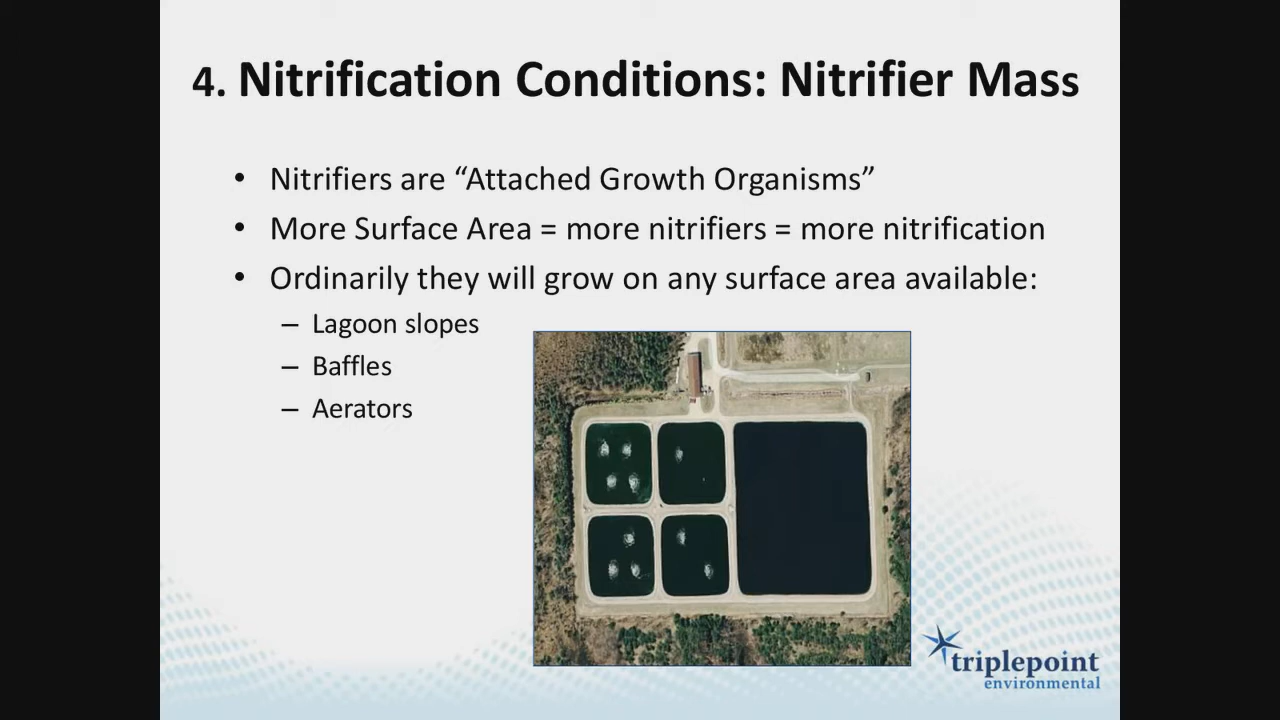 4. Nitrification Conditions: Nitrifier Mass
• Nitrifiers are “Attached Growth Organisms”
• More Surface Area = more nitrifiers = more nitrification
• Ordinarily they will grow on any surface area available:
– Lagoon slopes
– Baffles
– Aerators
triplepoint
environmental